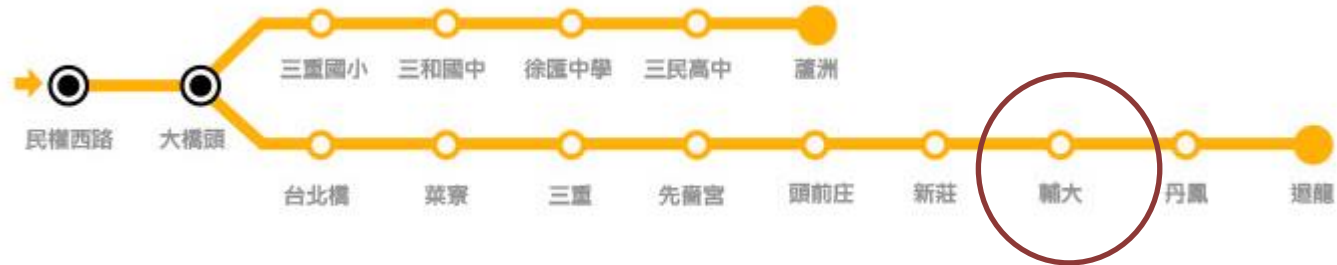 三重國小 三和國中 徐匯中學 三民高中 蘆洲
民權西路 大橋頭
台北橋 菜寮 三重 先嗇宮 頭前庄 新莊 輔大 丹鳳 迴龍